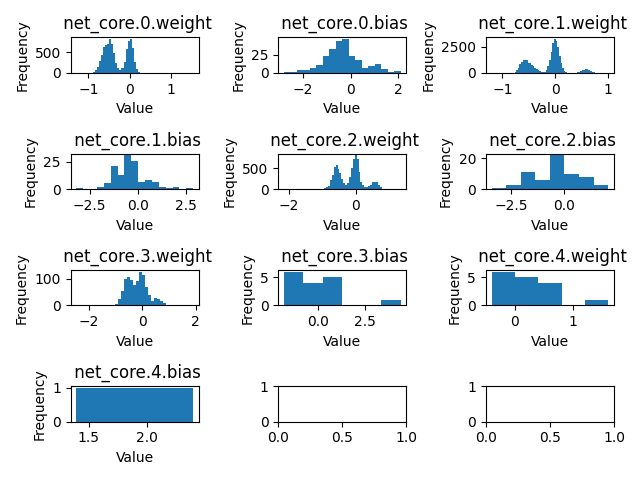 net_core.0.weight
net_core.0.bias
net_core.1.weight
Frequency
500
0
−1
0
1
Value
Frequency
25
0
−2
0
2
Value
Frequency
2500
0
−1
0
1
Value
net_core.1.bias
net_core.2.weight
net_core.2.bias
Frequency
25
0
−2.5
0.0
2.5
Value
Frequency
500
0
−2
0
Value
Frequency
20
0
−2.5
0.0
Value
net_core.3.weight
net_core.3.bias
net_core.4.weight
Frequency
100
0
−2
0
2
Value
Frequency
5
0
0.0
2.5
Value
Frequency
5
0
0
1
Value
net_core.4.bias
Frequency
1
0
1.5
2.0
Value
1
0
0.0
0.5
1.0
1
0
0.0
0.5
1.0